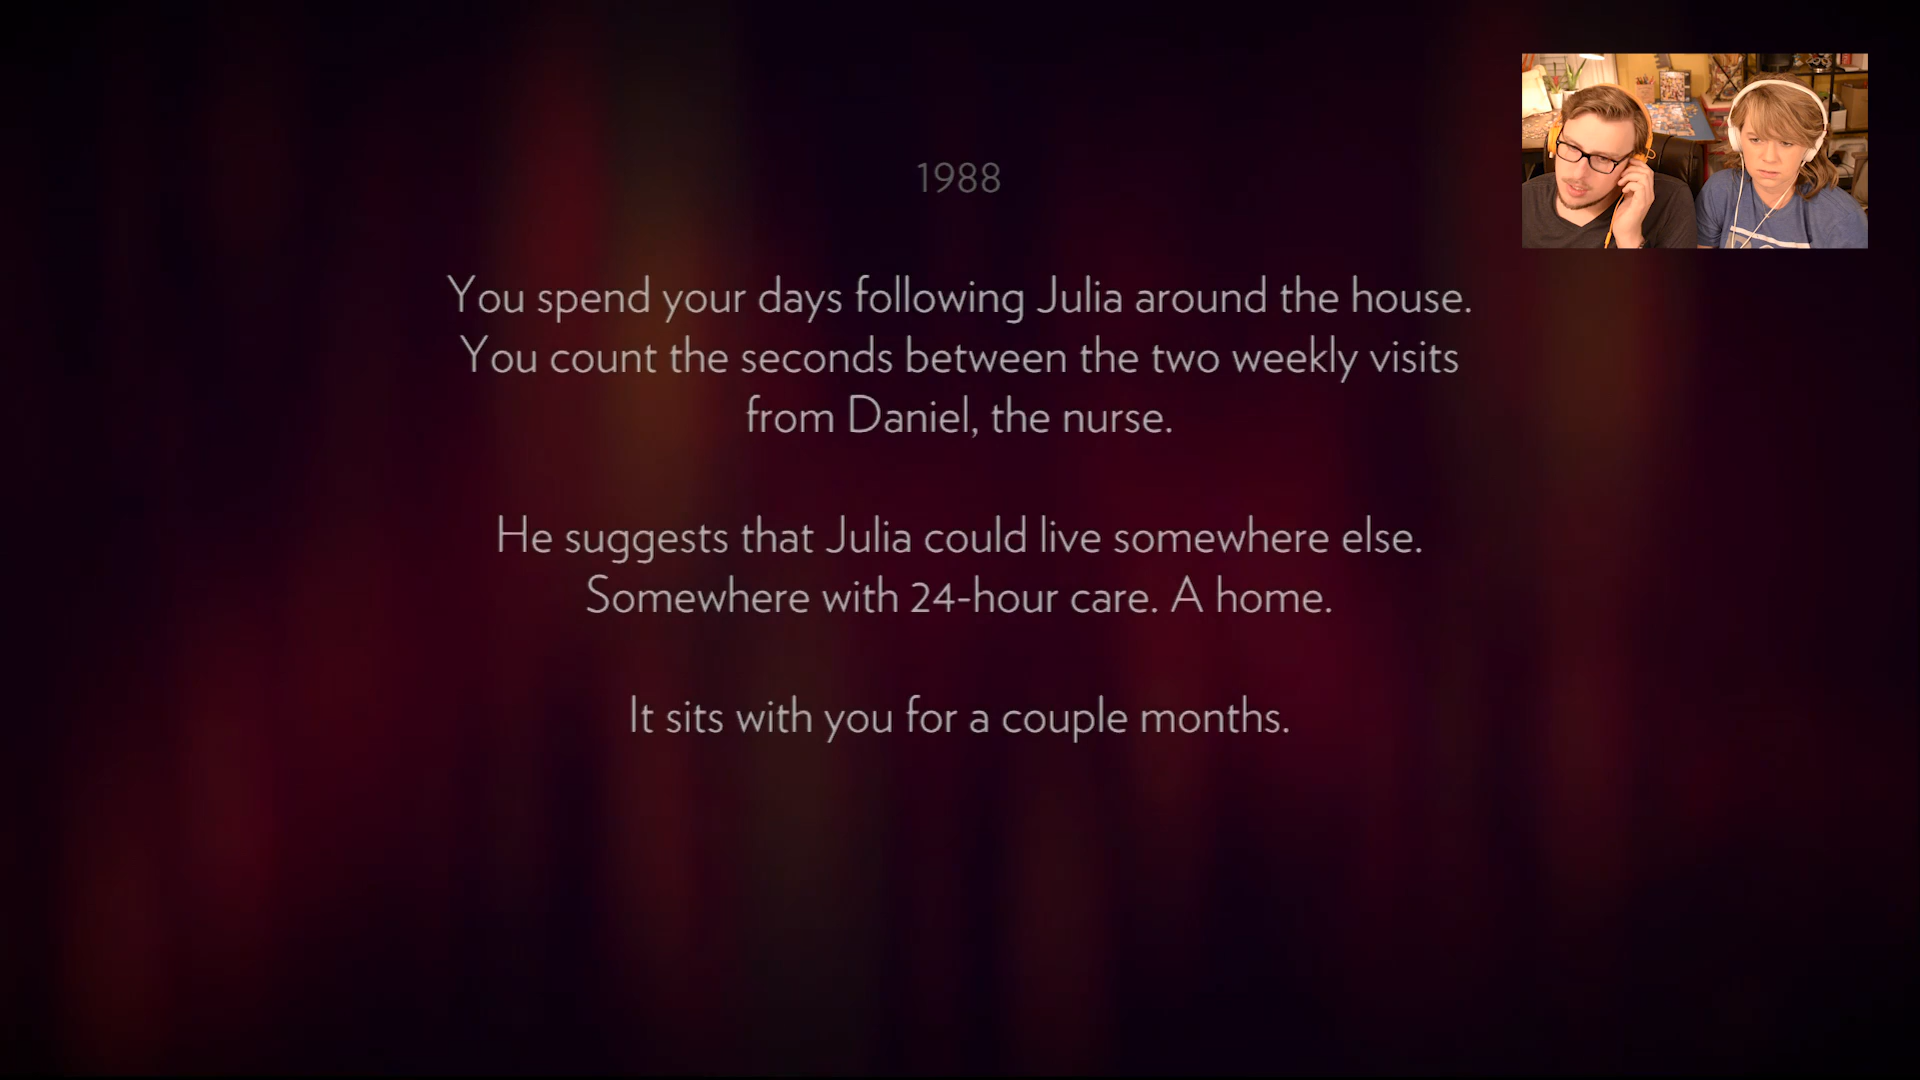 1988
You spend your days following Julia around the house.
You count the seconds between the two weekly visits
from Daniel, the nurse.
He suggests that Julia could live somewhere else.
Somewhere with 24-hour care. A home.
It sits with you for a couple months.